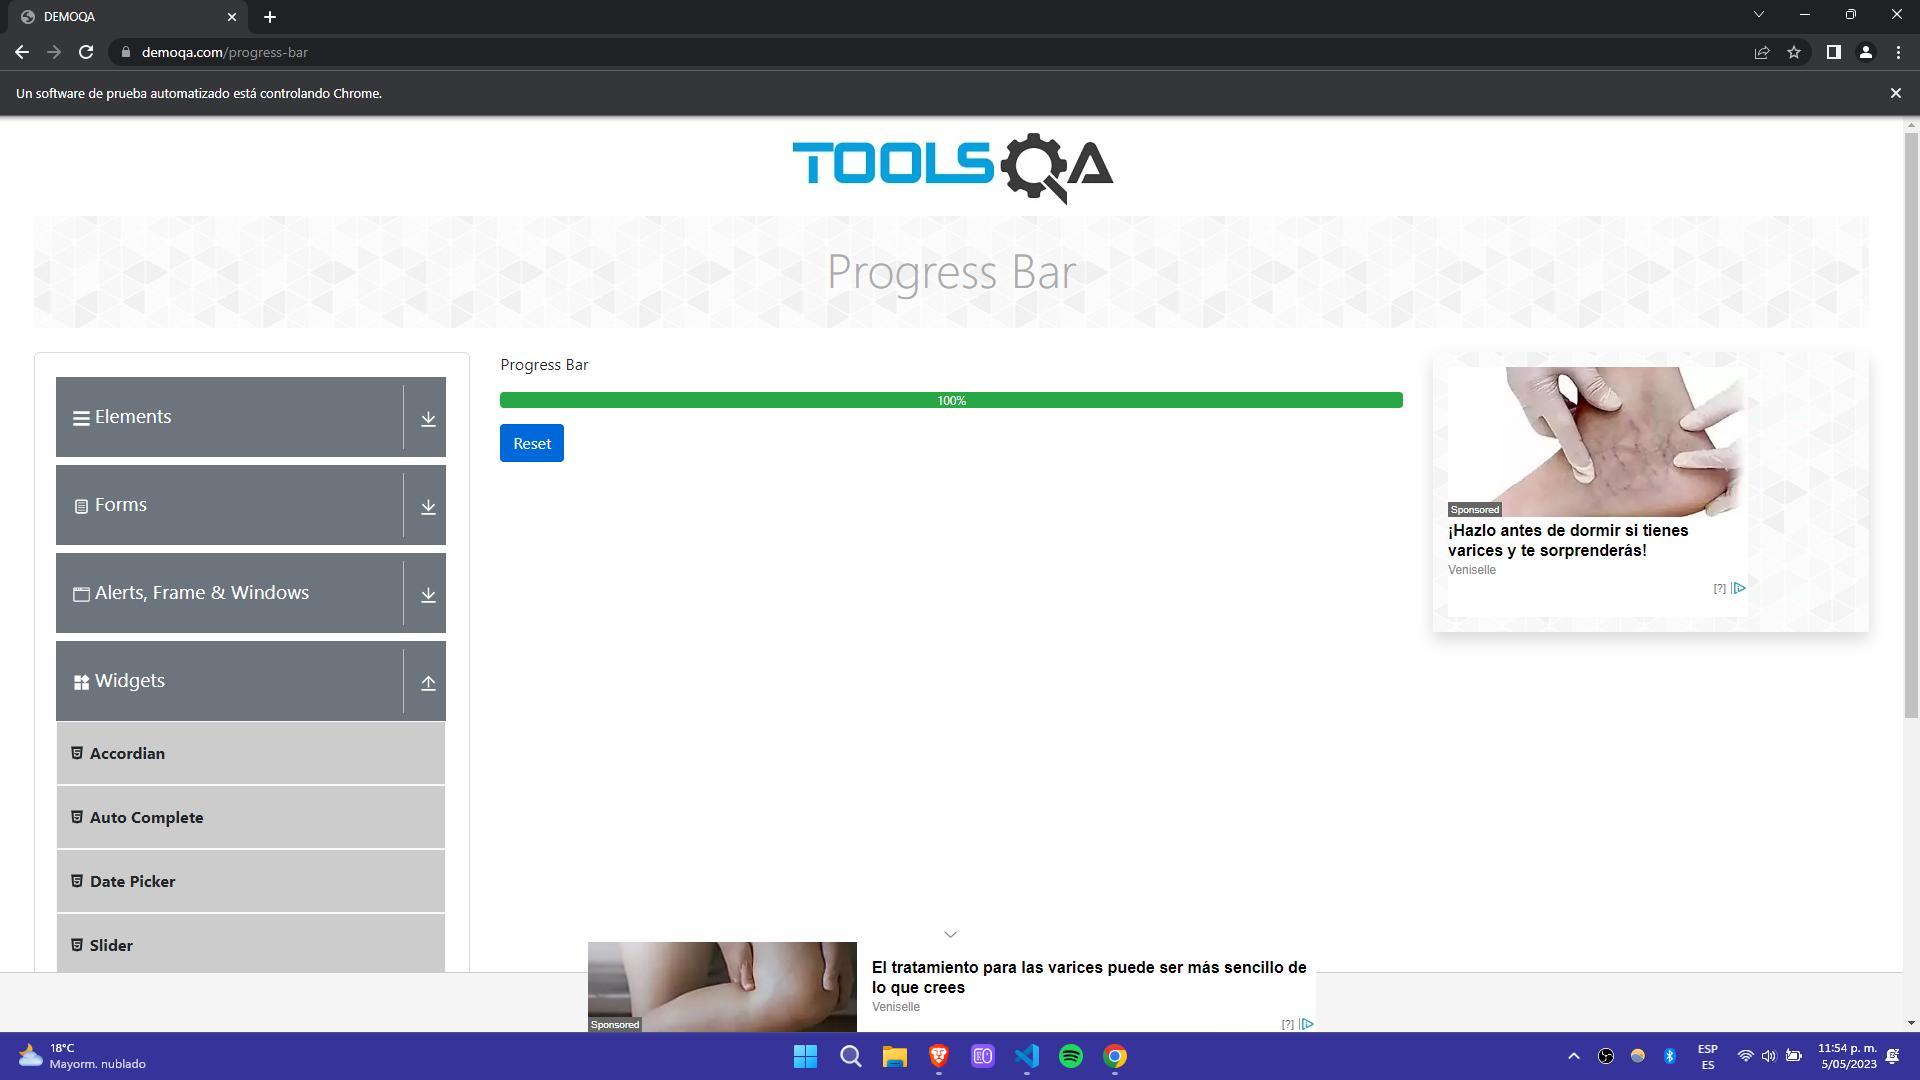 DEMOQA
demoqa.com/progress-bar
Un software de prueba automatizado está controlando Chrome.
TOOLSQA
Progress Bar
Elements
Forms
Alerts, Frame & Windows
Widgets
Accordian
Auto Complete
Date Picker
Slider
Progress Bar
100%
Reset
Sponsored
¡Hazlo antes de dormir si tienes
varices y te sorprenderás!
Veniselle
[?]
El tratamiento para las varices puede ser más sencillo de
lo que crees
Veniselle
Sponsored
[?]
18°C
Mayorm. nublado
ESP
ES
11:54 p. m.
5/05/2023